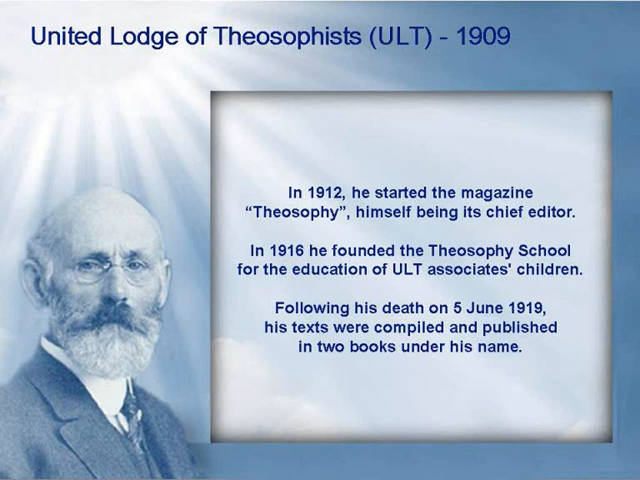 United Lodge of Theosophists (ULT) - 1909
In 1912, he started the magazine
“Theosophy”, himself being its chief editor.
In 1916 he founded the Theosophy School
for the education of ULT associates' children.
Following his death on 5 June 1919,
his texts were compiled and published
in two books under his name.